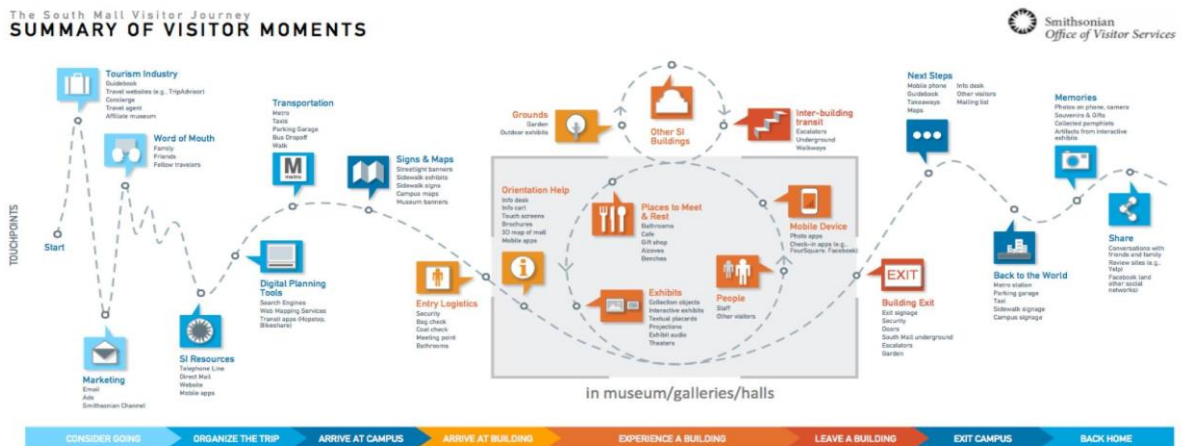 The South Mall Visitor Journey
SUMMARY OF VISITOR MOMENTS
Smithsonian
Office of Visitor Services
TOUCHPOINTS
Start
Tourism Industry
Guidebook
Travel websites (e.g., TripAdvisor)
Concierge
Travel agent
Affiliate museum
Word of Mouth
Family
Friends
Fellow travelers
Marketing
Email
Ads
Smithsonian Channel
SI Resources
Telephone Line
Direct Mail
Website
Mobile apps
Digital Planning
Tools
Search Engines
Web Mapping Services
Transit apps (Hopstop,
Bikeshare)
Transportation
Metro
Taxis
Parking Garage
Bus Dropoff
Walk
M
metro
Signs & Maps
Streetlight banners
Sidewalk exhibits
Sidewalk signs
Campus maps
Museum banners
Entry Logistics
Security
Bag check
Coat check
Meeting point
Bathrooms
Orientation Help
Info desk
Info cart
Touch screens
Brochures
3D map of mall
Mobile apps
i
Grounds
Garden
Outdoor exhibits
Other SI
Buildings
Inter-building
transit
Escalators
Underground
Walkways
Places to Meet
& Rest
Bathrooms
Cafe
Gift shop
Alcoves
Benches
Mobile Device
Photo apps
Check-in apps (e.g.,
FourSquare, Facebook)
Exhibits
Collection objects
Interactive exhibits
Textual placards
Projections
Exhibit audio
Theaters
People
Staff
Other visitors
in museum/galleries/halls
EXIT
Building Exit
Exit signage
Security
Doors
South Mall underground
Escalators
Garden
Next Steps
Mobile phone
Guidebook
Takeaways
Maps
Info desk
Other visitors
Mailing list
Back to the World
Metro station
Parking garage
Taxi
Sidewalk signage
Campus signage
Memories
Photos on phone, camera
Souvenirs & Gifts
Collected pamphlets
Artifacts from interactive
exhibits
Share
Conversations with
friends and family
Review sites (e.g.,
Yelp)
Facebook (and
other social
networks)
CONSIDER GOING
ORGANIZE THE TRIP
ARRIVE AT CAMPUS
ARRIVE AT BUILDING
EXPERIENCE A BUILDING
LEAVE A BUILDING
EXIT CAMPUS
BACK HOME